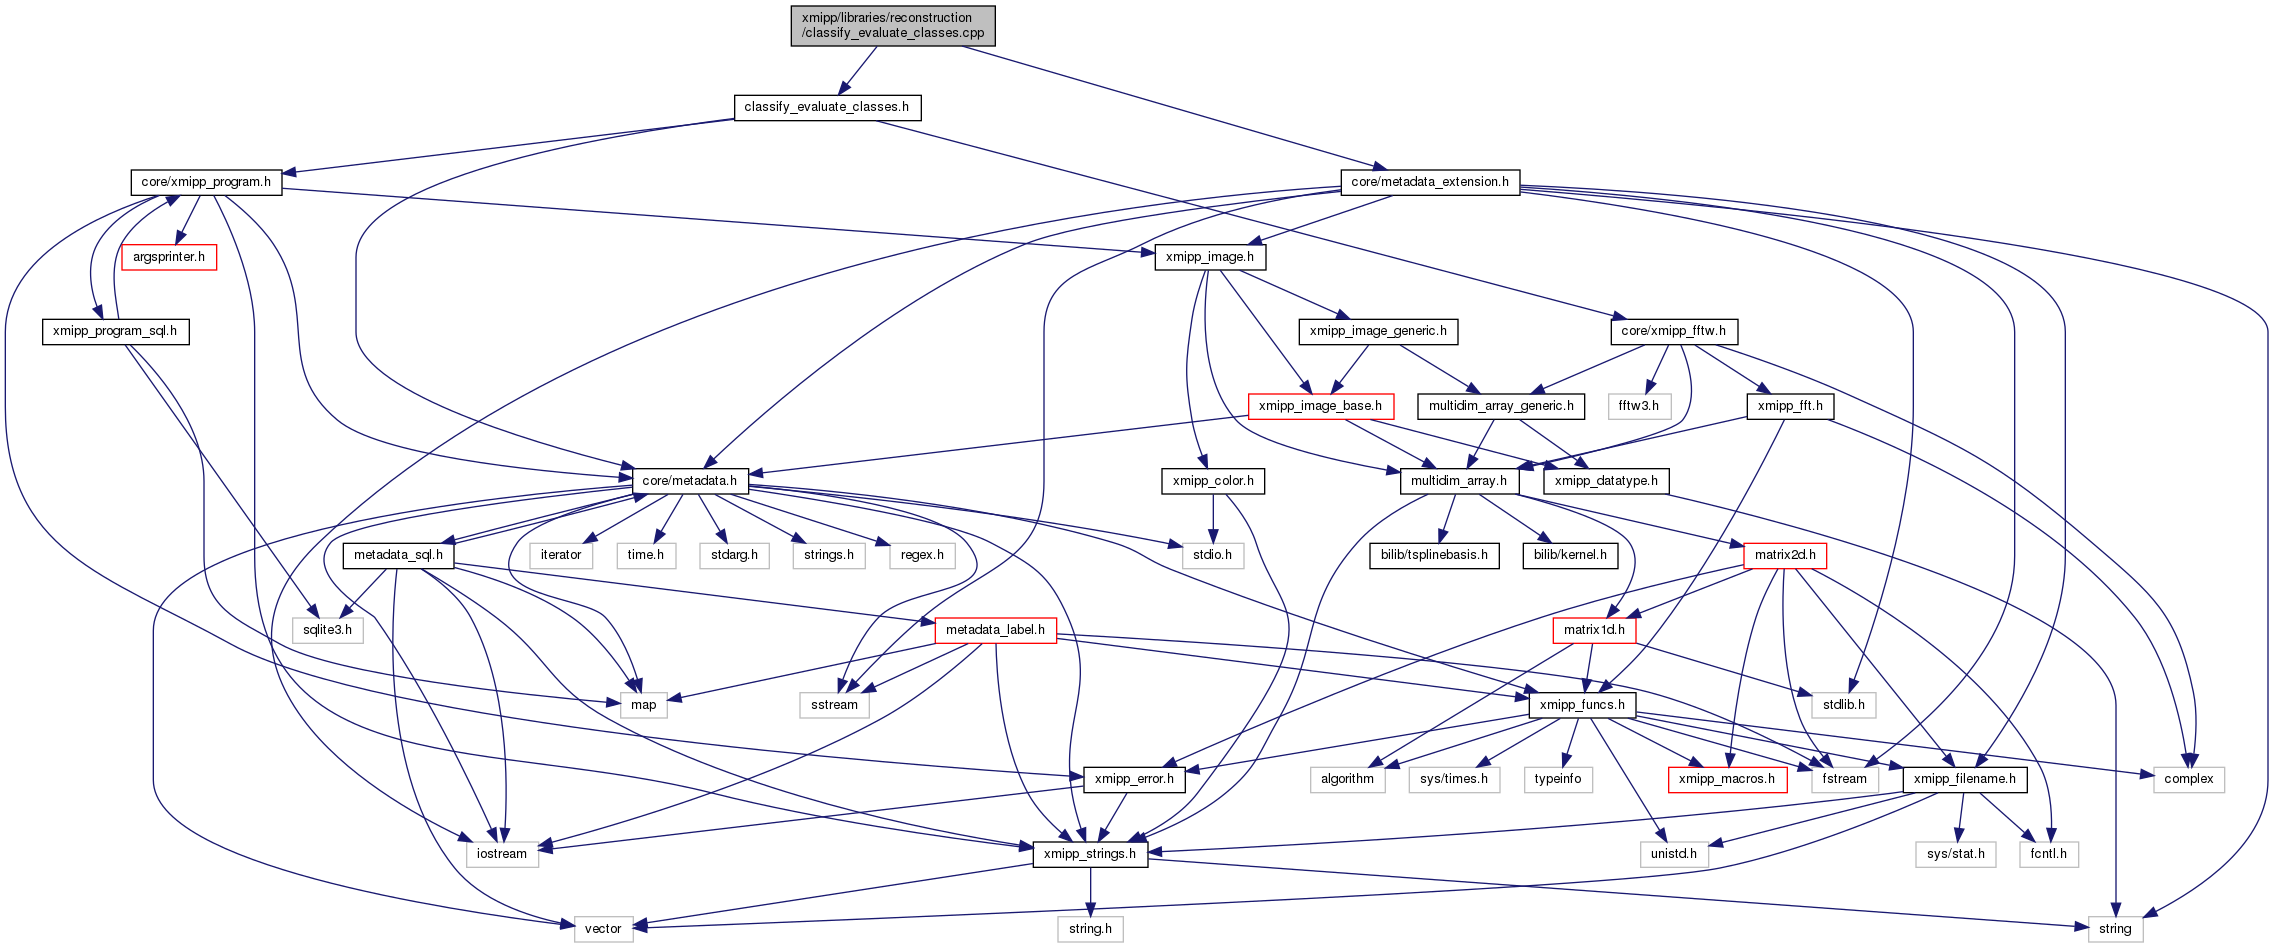 xmipp/libraries/reconstruction
/classify_evaluate_classes.cpp
classify_evaluate_classes.h
core/xmipp_program.h
core/metadata_extension.h
argsprinter.h
xmipp_image.h
xmipp_program_sql.h
xmipp_image_generic.h
core/xmipp_fftw.h
xmipp_image_base.h
multidim_array_generic.h
fftw3.h
xmipp_fft.h
core/metadata.h
xmipp_color.h
multidim_array.h
xmipp_datatype.h
metadata_sql.h
iterator
time.h
stdarg.h
strings.h
regex.h
stdio.h
bilib/tsplinebasis.h
bilib/kernel.h
matrix2d.h
sqlite3.h
metadata_label.h
matrix1d.h
map
sstream
xmipp_funcs.h
stdlib.h
xmipp_error.h
algorithm
sys/times.h
typeinfo
xmipp_macros.h
fstream
xmipp_filename.h
complex
iostream
xmipp_strings.h
unistd.h
sys/stat.h
fcntl.h
vector
string.h
string